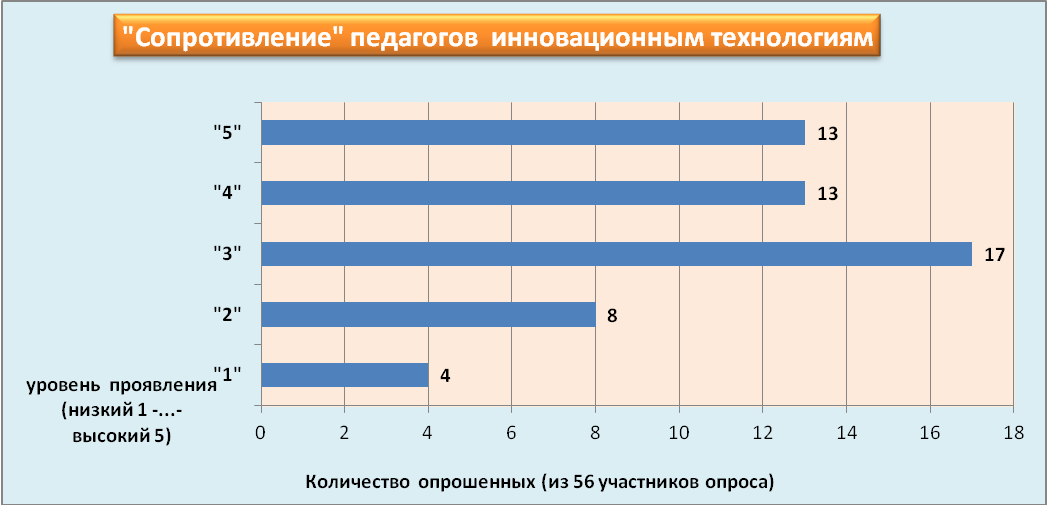 "Сопротивление" педагогов инновационным технологиям
"5"
13
"4"
13
"3"
17
"2"
8
"1"
4
уровень проявления
(низкий 1 -...-
высокий 5)
0 2 4 6 8 10 12 14 16 18
Количество опрошенных (из 56 участников опроса)